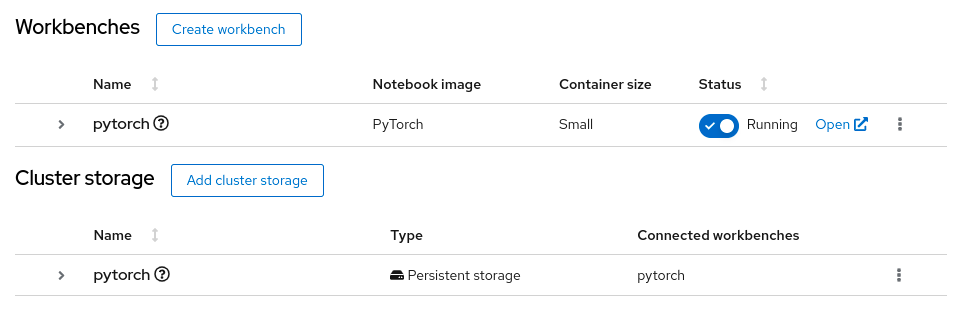 Workbenches Create workbench
Name Notebook image Container size Status
pytorch PyTorch Small Running Open
Cluster storage Add cluster storage
Name Type Connected workbenches
pytorch Persistent storage pytorch